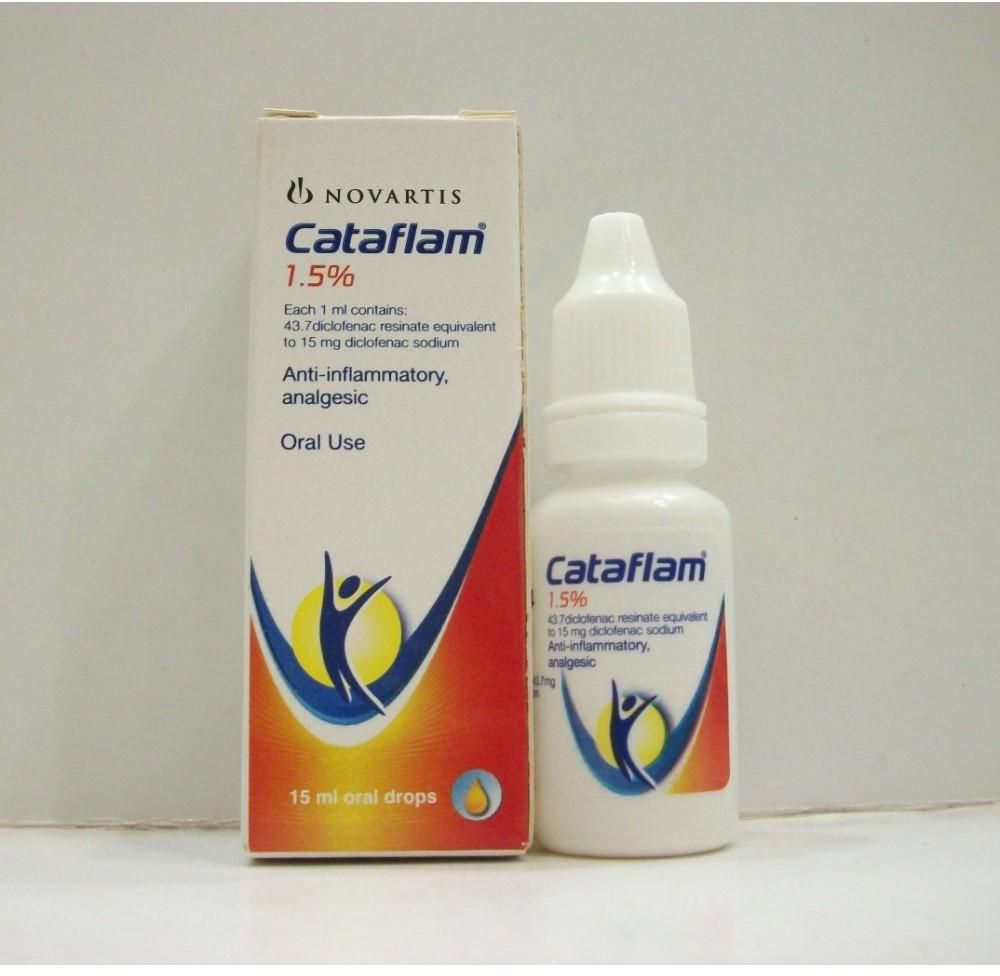 NOVARTIS
Cataflam®
1.5%
Each 1 ml contains:
43.7diclofenac resinate equivalent
to 15 mg diclofenac sodium
Anti-inflammatory,
analgesic
Oral Use
15 ml oral drops
Cataflam®
1.5%
43.7diclofenac resinate equivalent
to 15 mg diclofenac sodium
Anti-inflammatory,
analgesic
43.7mg